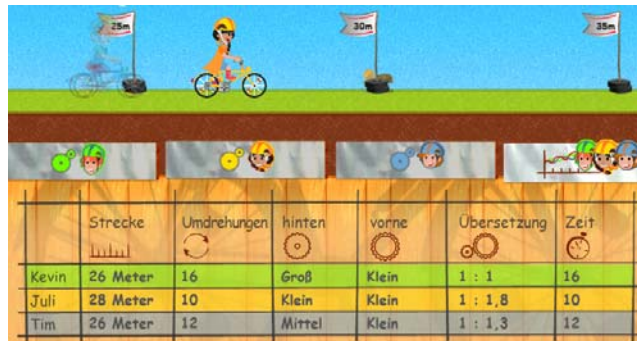 25m 30m 35m
Strecke Umdrehungen hinten vorne Übersetzung Zeit
Kevin 26 Meter 16 Groß Klein 1 : 1 16
Juli 28 Meter 10 Klein Klein 1 : 1,8 10
Tim 26 Meter 12 Mittel Klein 1 : 1,3 12